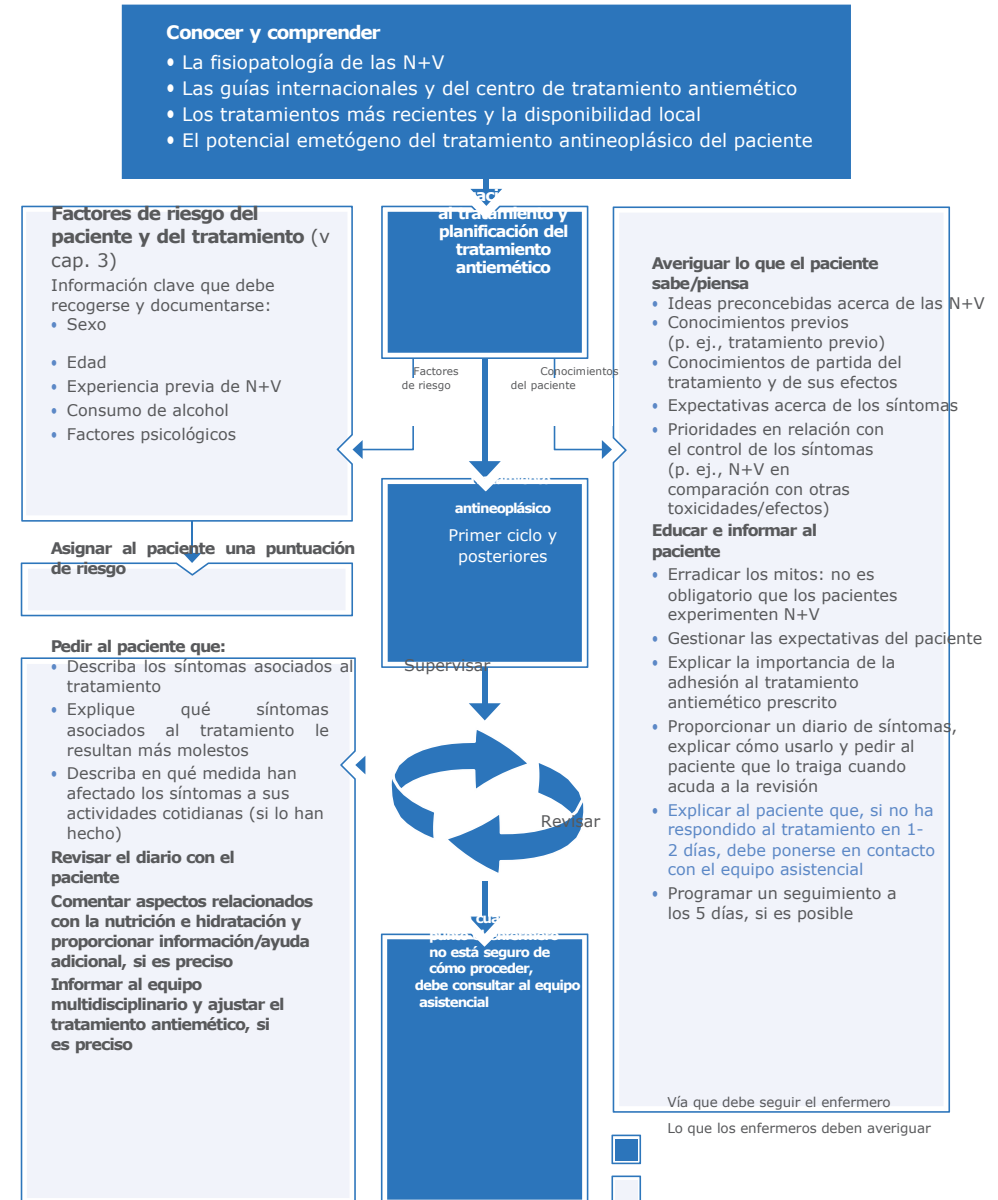 Conocer y comprender
• La fisiopatología de las N+V
• Las guías internacionales y del centro de tratamiento antiemético
• Los tratamientos más recientes y la disponibilidad local
• El potencial emetógeno del tratamiento antineoplásico del paciente
Factores de riesgo del
paciente y del tratamiento (v
cap. 3)
Información clave que debe
recogerse y documentarse:
• Sexo
• Edad
• Experiencia previa de N+V
• Consumo de alcohol
• Factores psicológicos
Asignar al paciente una puntuación
de riesgo
Pedir al paciente que:
• Describa los síntomas asociados al
tratamiento
• Explique qué síntomas
asociados al tratamiento le
resultan más molestos
• Describa en qué medida han
afectado los síntomas a sus
actividades cotidianas (si lo han
hecho)
Revisar el diario con el
paciente
Comentar aspectos relacionados
con la nutrición e hidratación y
proporcionar información/ayuda
adicional, si es preciso
Informar al equipo
multidisciplinario y ajustar el
tratamiento antiemético, si
es preciso
al tratamiento y
planificación del
tratamiento
antiemético
Factores
de riesgo
Conocimientos
del paciente
antineoplásico
Primer ciclo y
posteriores
Supervisar
Revisar
no está seguro de
cómo proceder,
debe consultar al equipo
asistencial
Averiguar lo que el paciente
sabe/piensa
• Ideas preconcebidas acerca de las N+V
• Conocimientos previos
(p. ej., tratamiento previo)
• Conocimientos de partida del
tratamiento y de sus efectos
• Expectativas acerca de los síntomas
• Prioridades en relación con
el control de los síntomas
(p. ej., N+V en
comparación con otras
toxicidades/efectos)
Educar e informar al
paciente
• Erradicar los mitos: no es
obligatorio que los pacientes
experimenten N+V
• Gestionar las expectativas del paciente
• Explicar la importancia de la
adhesión al tratamiento
antiemético prescrito
• Proporcionar un diario de síntomas,
explicar cómo usarlo y pedir al
paciente que lo traiga cuando
acuda a la revisión
• Explicar al paciente que, si no ha
respondido al tratamiento en 1-
2 días, debe ponerse en contacto
con el equipo asistencial
• Programar un seguimiento a
los 5 días, si es posible
Vía que debe seguir el enfermero
Lo que los enfermeros deben averiguar